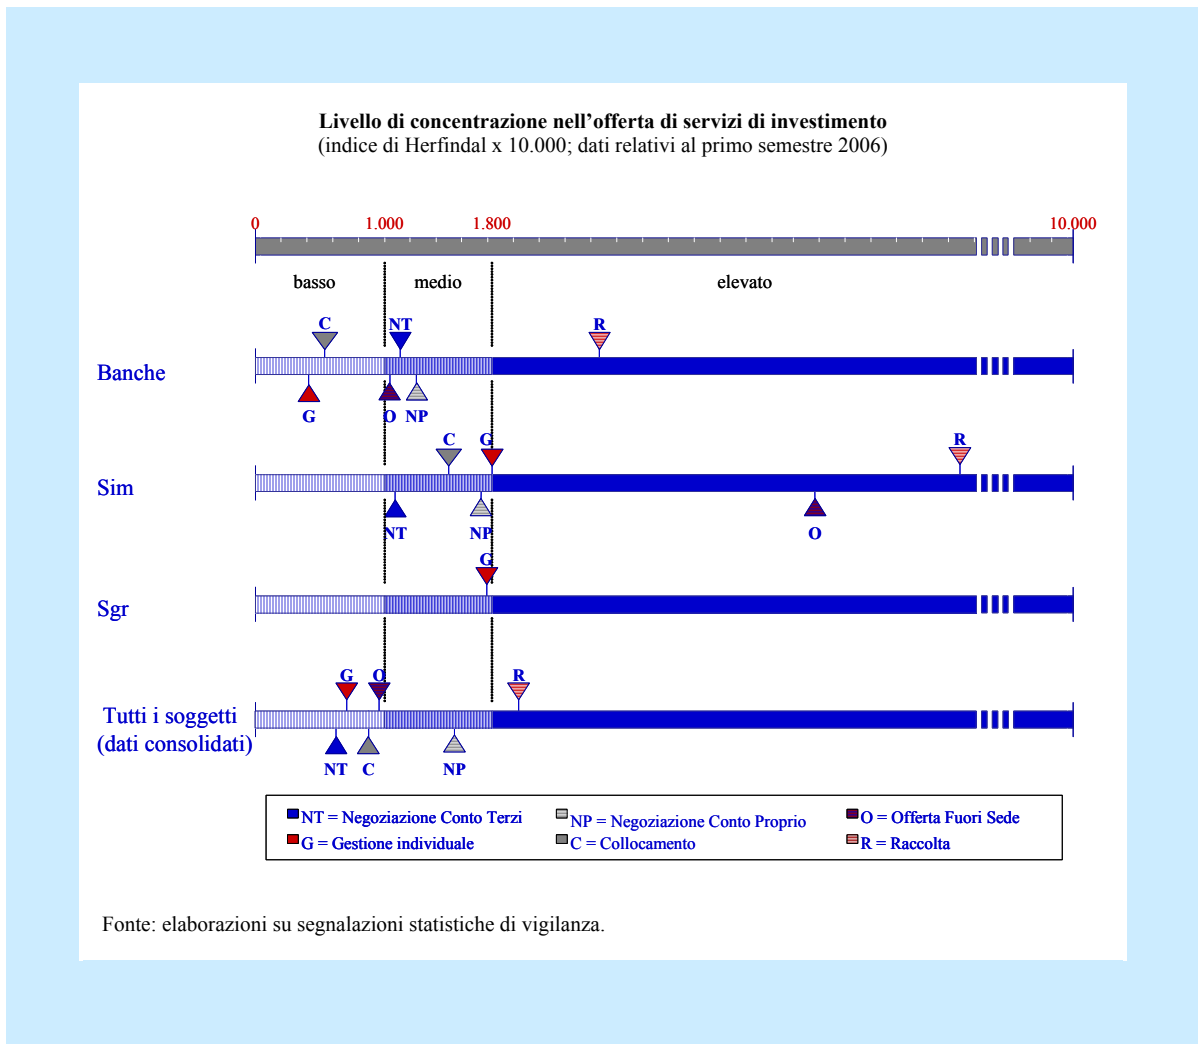 Livello di concentrazione nell'offerta di servizi di investimento
(indice di Herfindal x 10.000; dati relativi al primo semestre 2006)
0 1.000 1.800 10.000
basso medio elevato
C NT R
Banche
G O NP
C G R
Sim
NT NP O
G
Sgr
G O R
Tutti i soggetti
(dati consolidati)
NT C NP
NT = Negoziazione Conto Terzi NP = Negoziazione Conto Proprio O = Offerta Fuori Sede
G = Gestione individuale C = Collocamento R = Raccolta
Fonte: elaborazioni su segnalazioni statistiche di vigilanza.